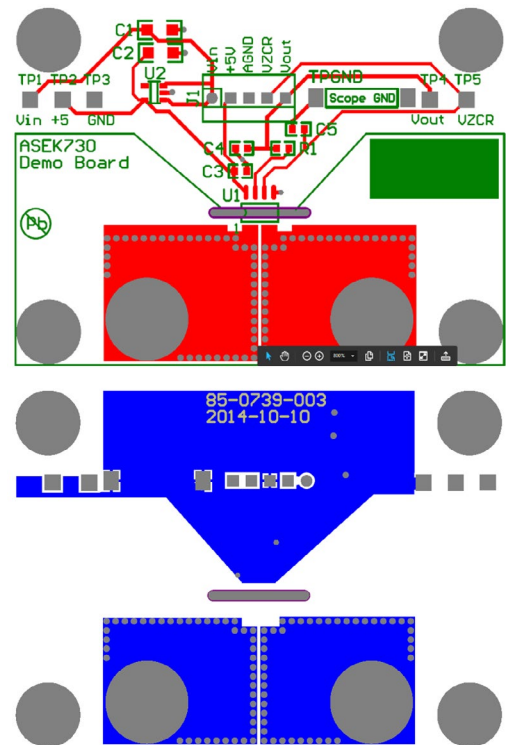 C1
C2
Vin
+5V
AGND
VZCR
Vout
U2
J1
TP1 TP2 TP3
TPGND
TP4 TP5
Scope GND
Vin +5 GND
Vout VZCR
C5
C4 R1
C3
ASEK730
Demo Board
U1
Pb
1
800%
85-0739-003
2014-10-10